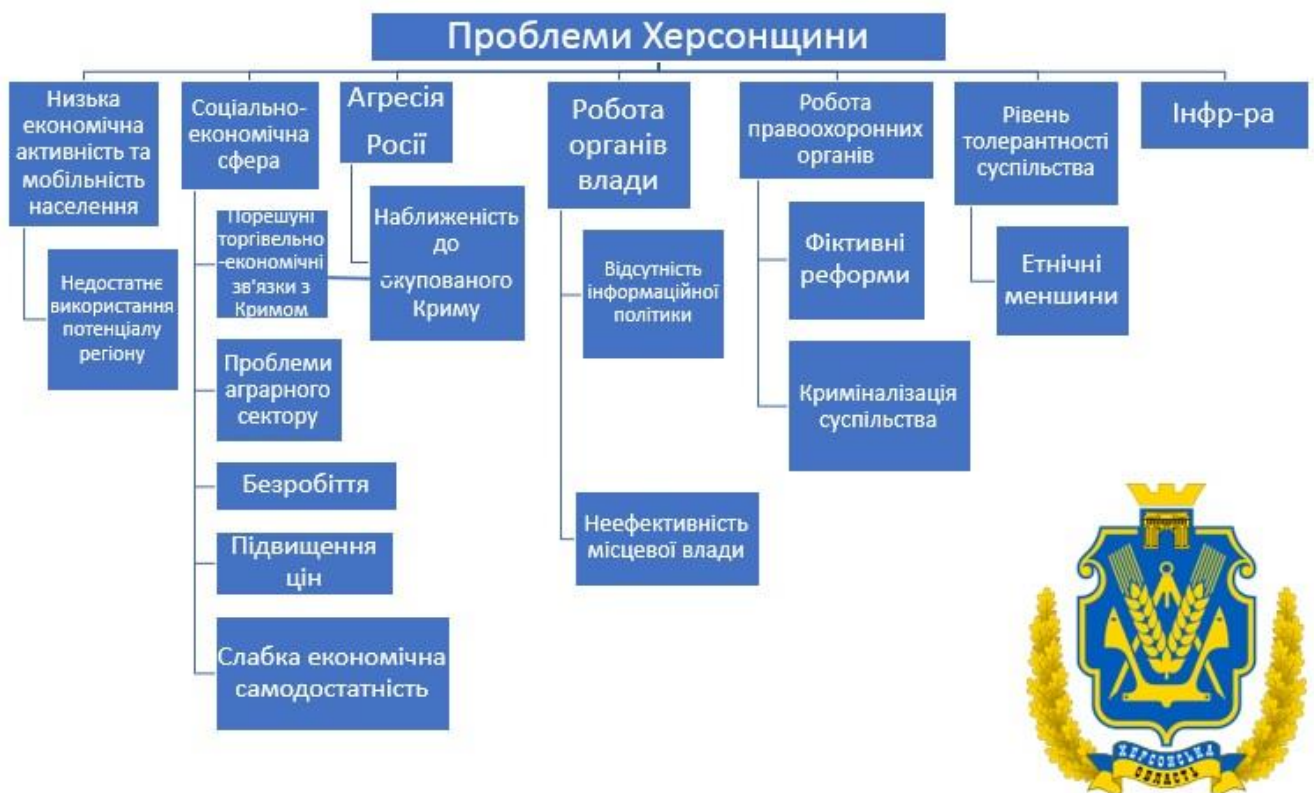 Проблеми Херсонщини
Низька
економічна
активність та
мобільність
населення
Недостатнє
використання
потенціалу
регіону
Соціально-
економічна
сфера
Порешуні
торгівельно
-економічні
зв'язки з
Кримом
Проблеми
аграрного
сектору
Безробіття
Підвищення
цін
Слабка економічна
самодостатність
Агресія
Росії
Наближеність
до
окупованого
Криму
Робота
органів
влади
Відсутність
інформаційної
політики
Неефективність
місцевої влади
Робота
правоохоронних
органів
Фіктивні
реформи
Криміналізація
суспільства
Рівень
толерантності
суспільства
Етнічні
меншини
Інфр-ра
ХЕРСОНСЬКА
ОБЛАСТЬ